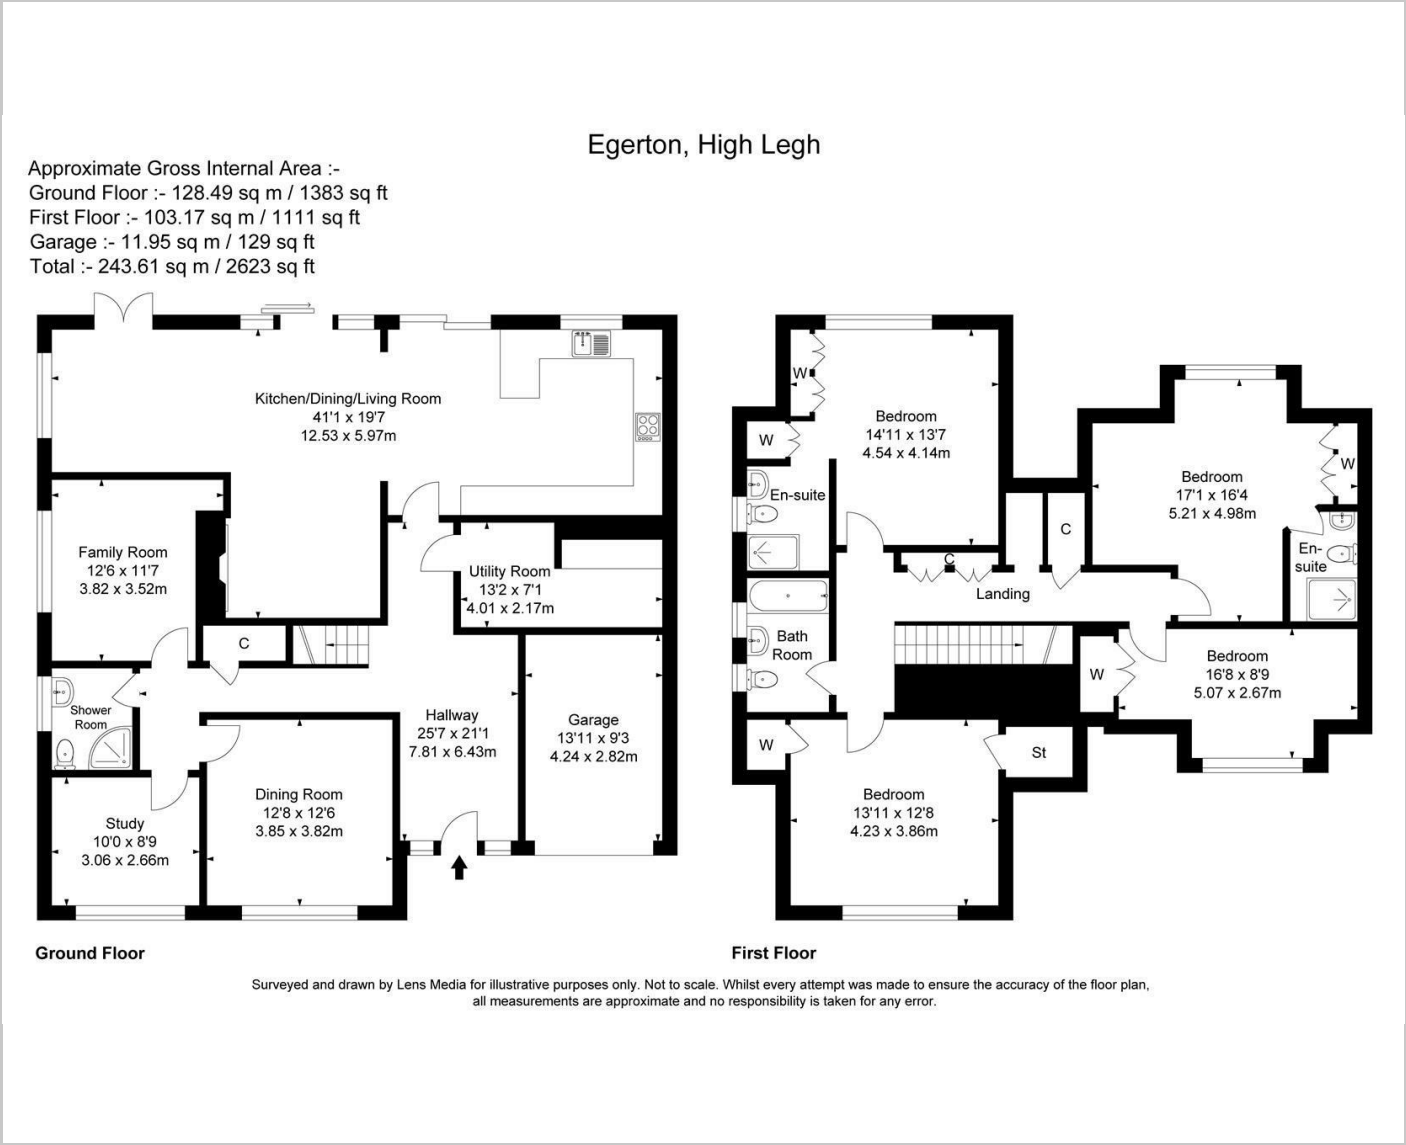 Egerton, High Legh
Approximate Gross Internal Area :-
Ground Floor :- 128.49 sq m / 1383 sq ft
First Floor :- 103.17 sq m / 1111 sq ft
Garage :- 11.95 sq m / 129 sq ft
Total :- 243.61 sq m / 2623 sq ft
Kitchen/Dining/Living Room
41'1 x 19'7
12.53 x 5.97m
Family Room
12'6 x 11'7
3.82 x 3.52m
Utility Room
13'2 x 7'1
4.01 x 2.17m
C
Shower
Room
Hallway
25'7 x 21'1
7.81 x 6.43m
Garage
13'11 x 9'3
4.24 x 2.82m
Dining Room
12'8 x 12'6
3.85 x 3.82m
Study
10'0 x 8'9
3.06 x 2.66m
Ground Floor
W
Bedroom
14'11 x 13'7
4.54 x 4.14m
W
En-suite
Bedroom
17'1 x 16'4
5.21 x 4.98m
W
C
En-
suite
C
Landing
Bath
Room
W
Bedroom
16'8 x 8'9
5.07 x 2.67m
W
St
Bedroom
13'11 x 12'8
4.23 x 3.86m
First Floor
Surveyed and drawn by Lens Media for illustrative purposes only. Not to scale. Whilst every attempt was made to ensure the accuracy of the floor plan,
all measurements are approximate and no responsibility is taken for any error.